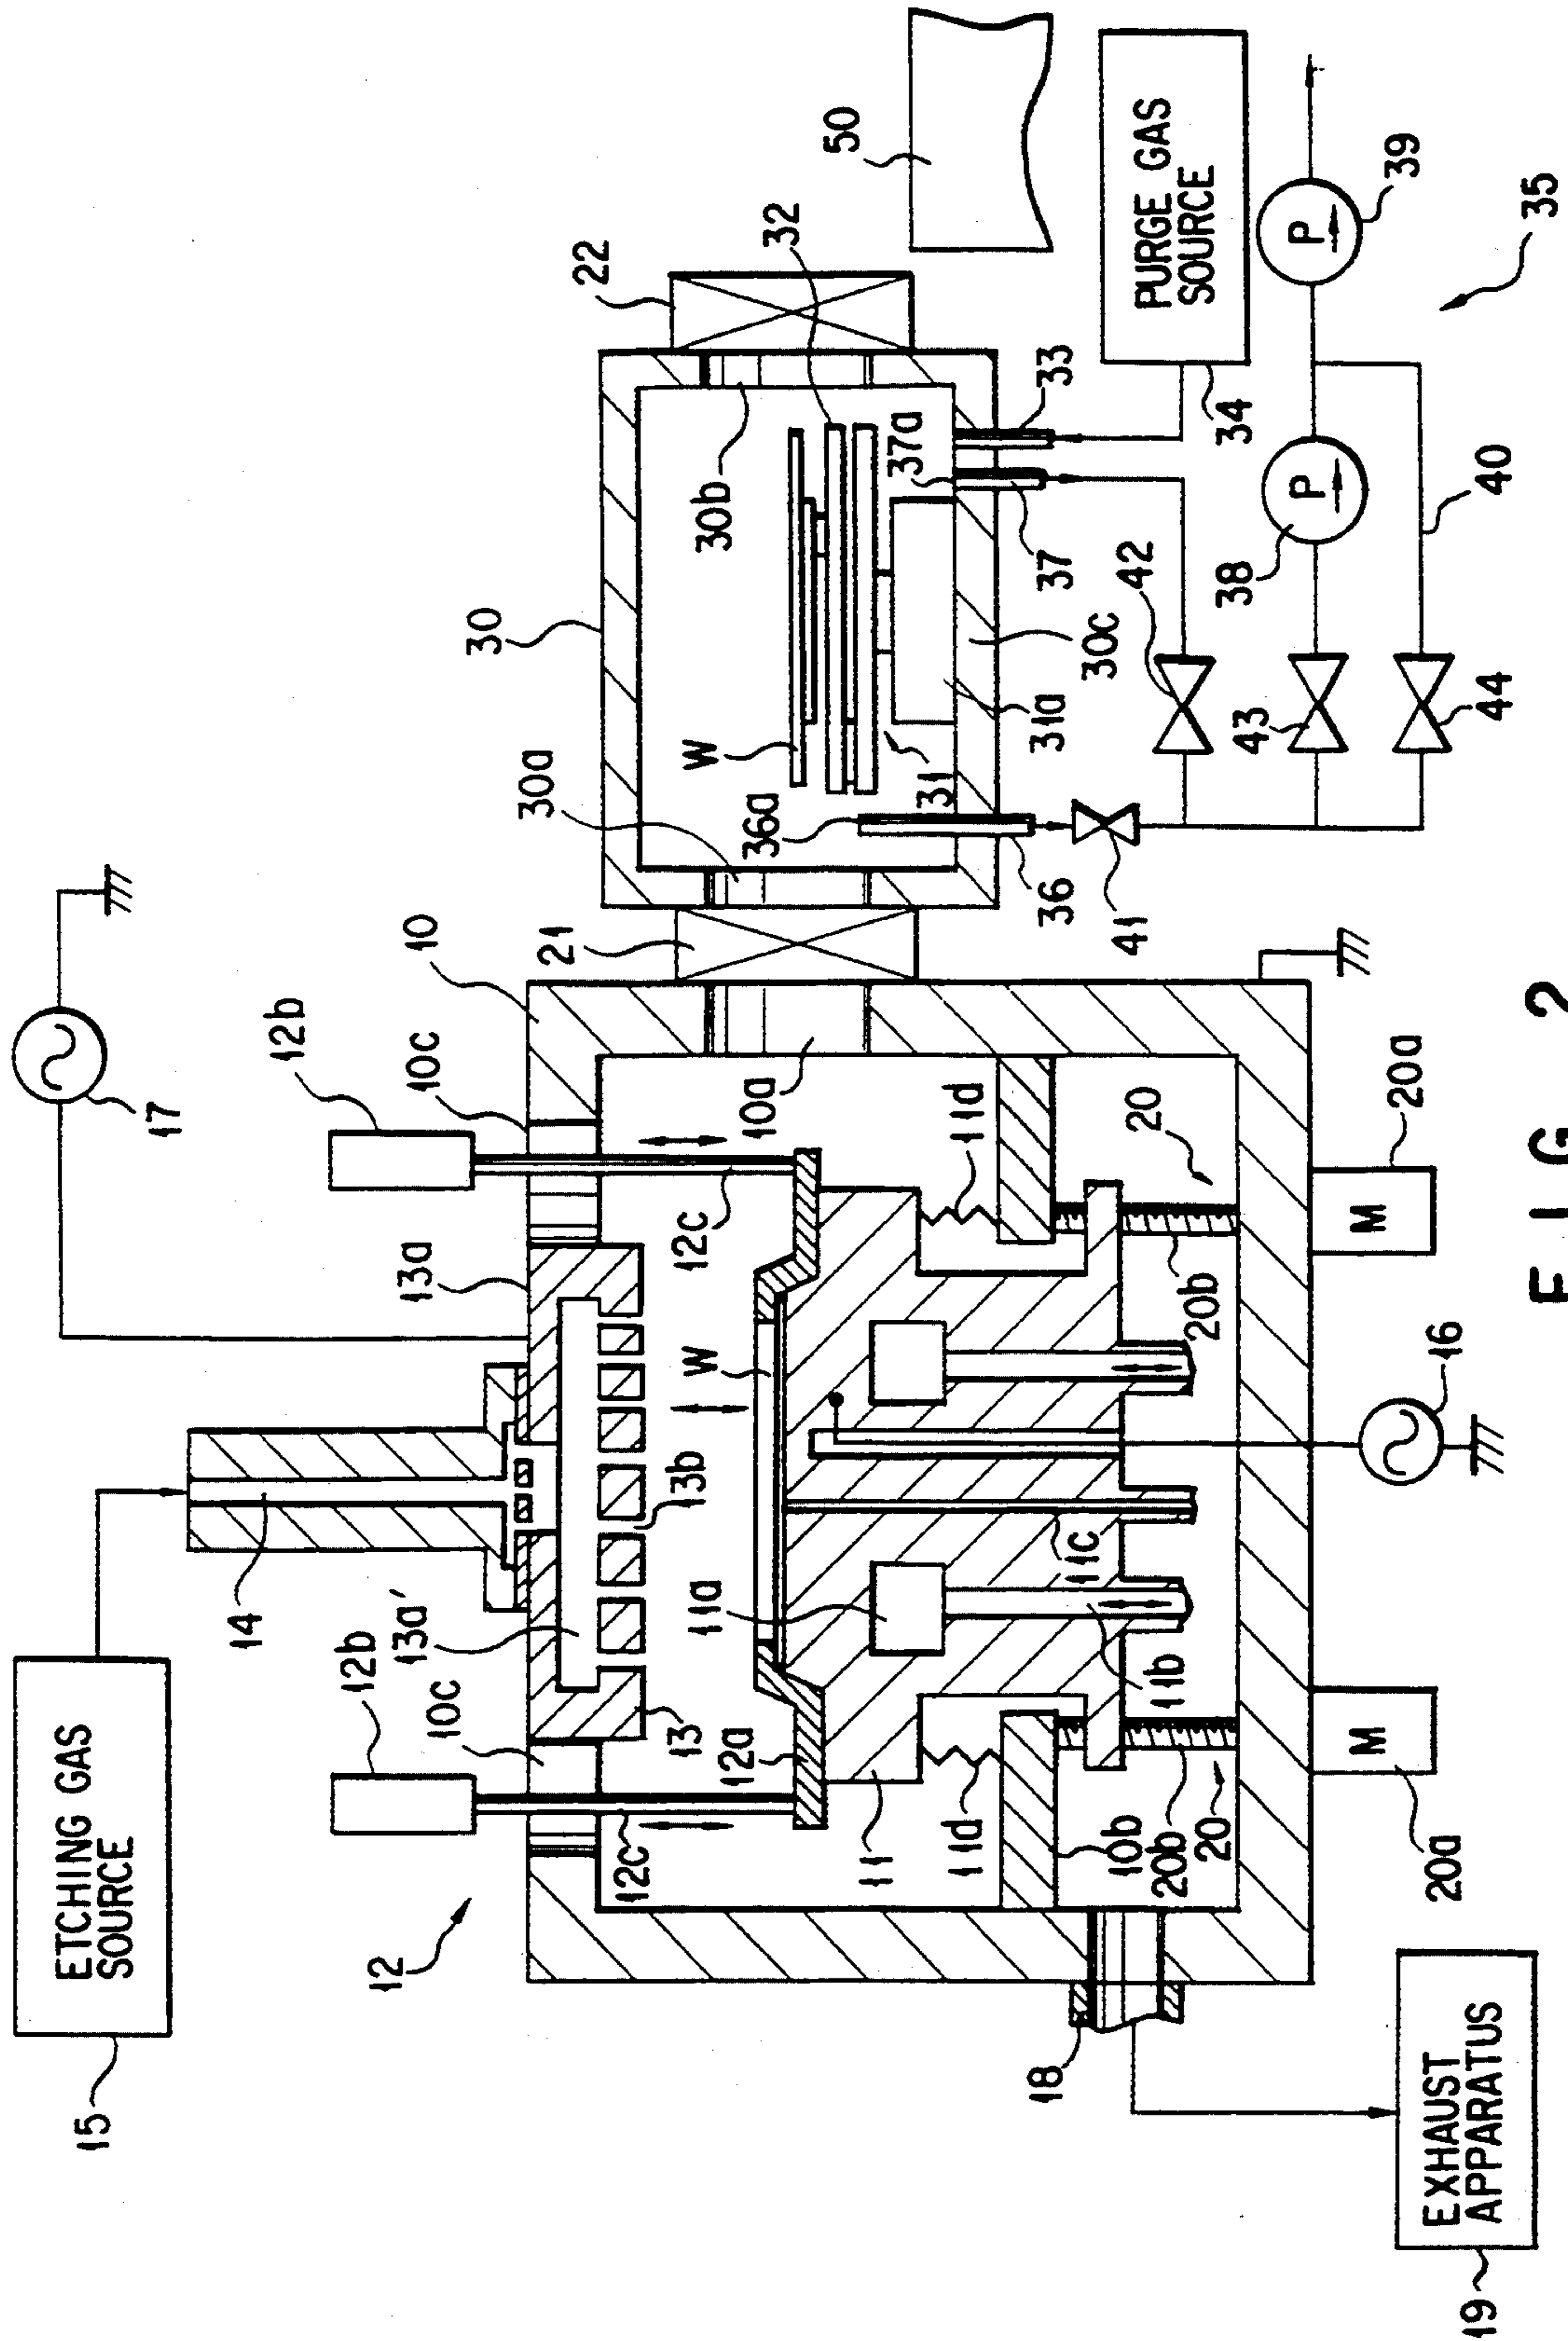 15
ETCHING GAS
SOURCE
14
17
12b
12b
13a
10c
10
12
10c
13a'
30
22
13
13b
W
12c
12c
21
30a
30b
32
50
12a
11a
W
10a
36a
W
37a
11
11d
11d
31
31a
30c
37
33
34
PURGE GAS
SOURCE
18
10b
20b
20
11b
11c
20b
20
36
41
42
43
44
38
P
P
39
40
35
M
20a
16
M
20a
19
EXHAUST
APPARATUS
FIG 2